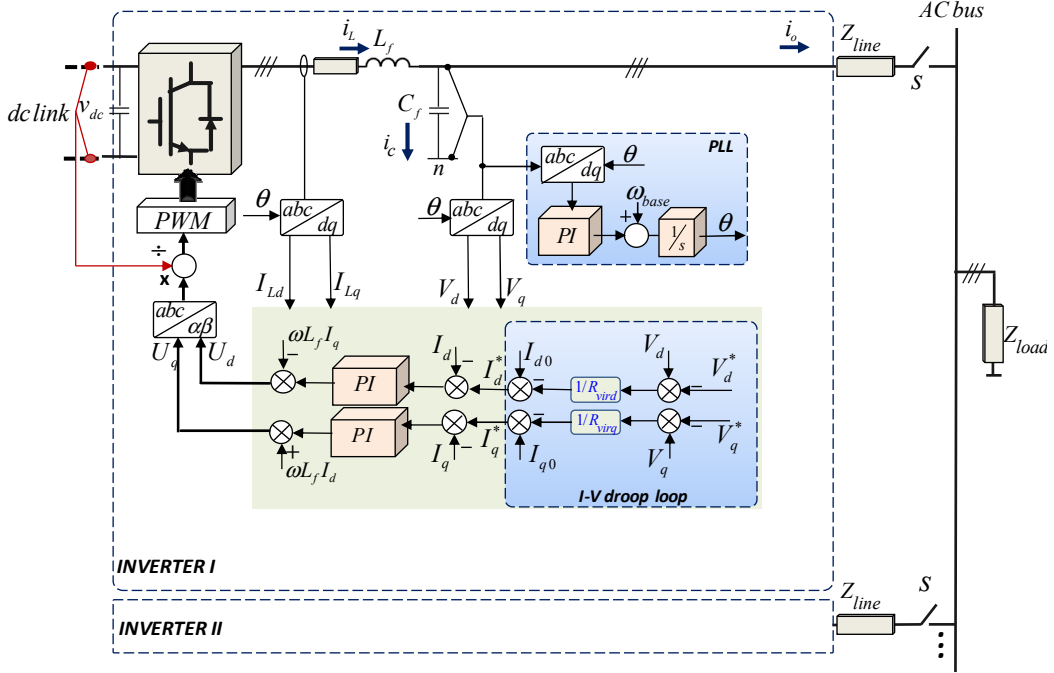 AC bus
i_L
L_f
i_o
Z_line
s
dc link
v_dc
C_f
i_c
n
PLL
abc
dq
θ
PI
+
ω_base
1/s
θ
PWM
θ
abc
dq
θ
abc
dq
÷
x
I_Ld
I_Lq
V_d
V_q
abc
αβ
U_q
U_d
ωL_f I_q
−
PI
I_d
−
I_d^*
I_d0
−
1/R_vird
V_d
−
V_d^*
Z_load
PI
+
ωL_f I_d
I_q
−
I_q^*
I_q0
−
1/R_virq
V_q
−
V_q^*
I-V droop loop
INVERTER I
Z_line
s
INVERTER II